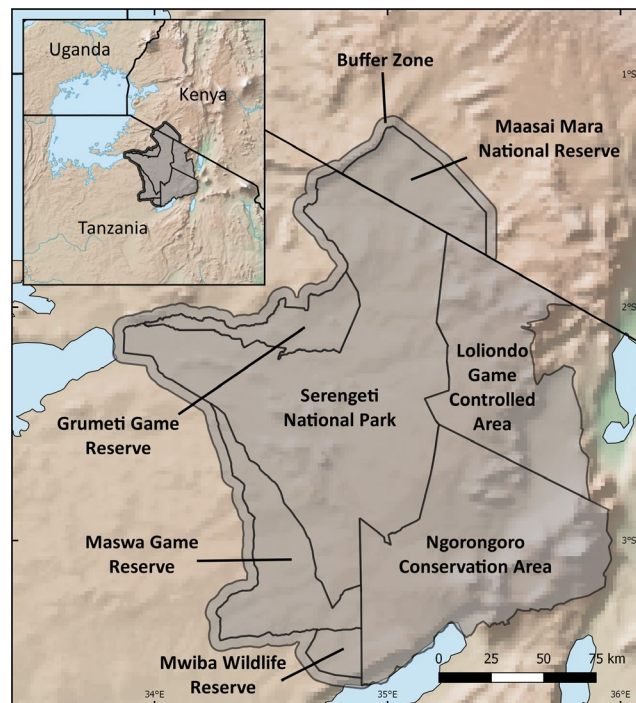 Uganda
Kenya
Tanzania
Buffer Zone
1°S
Maasai Mara
National Reserve
2°S
Loliondo
Game
Controlled
Area
Serengeti
National Park
Grumeti Game
Reserve
3°S
Maswa Game
Reserve
Ngorongoro
Conservation Area
Mwiba Wildlife
Reserve
0 25 50 75 km
34°E 35°E 36°E